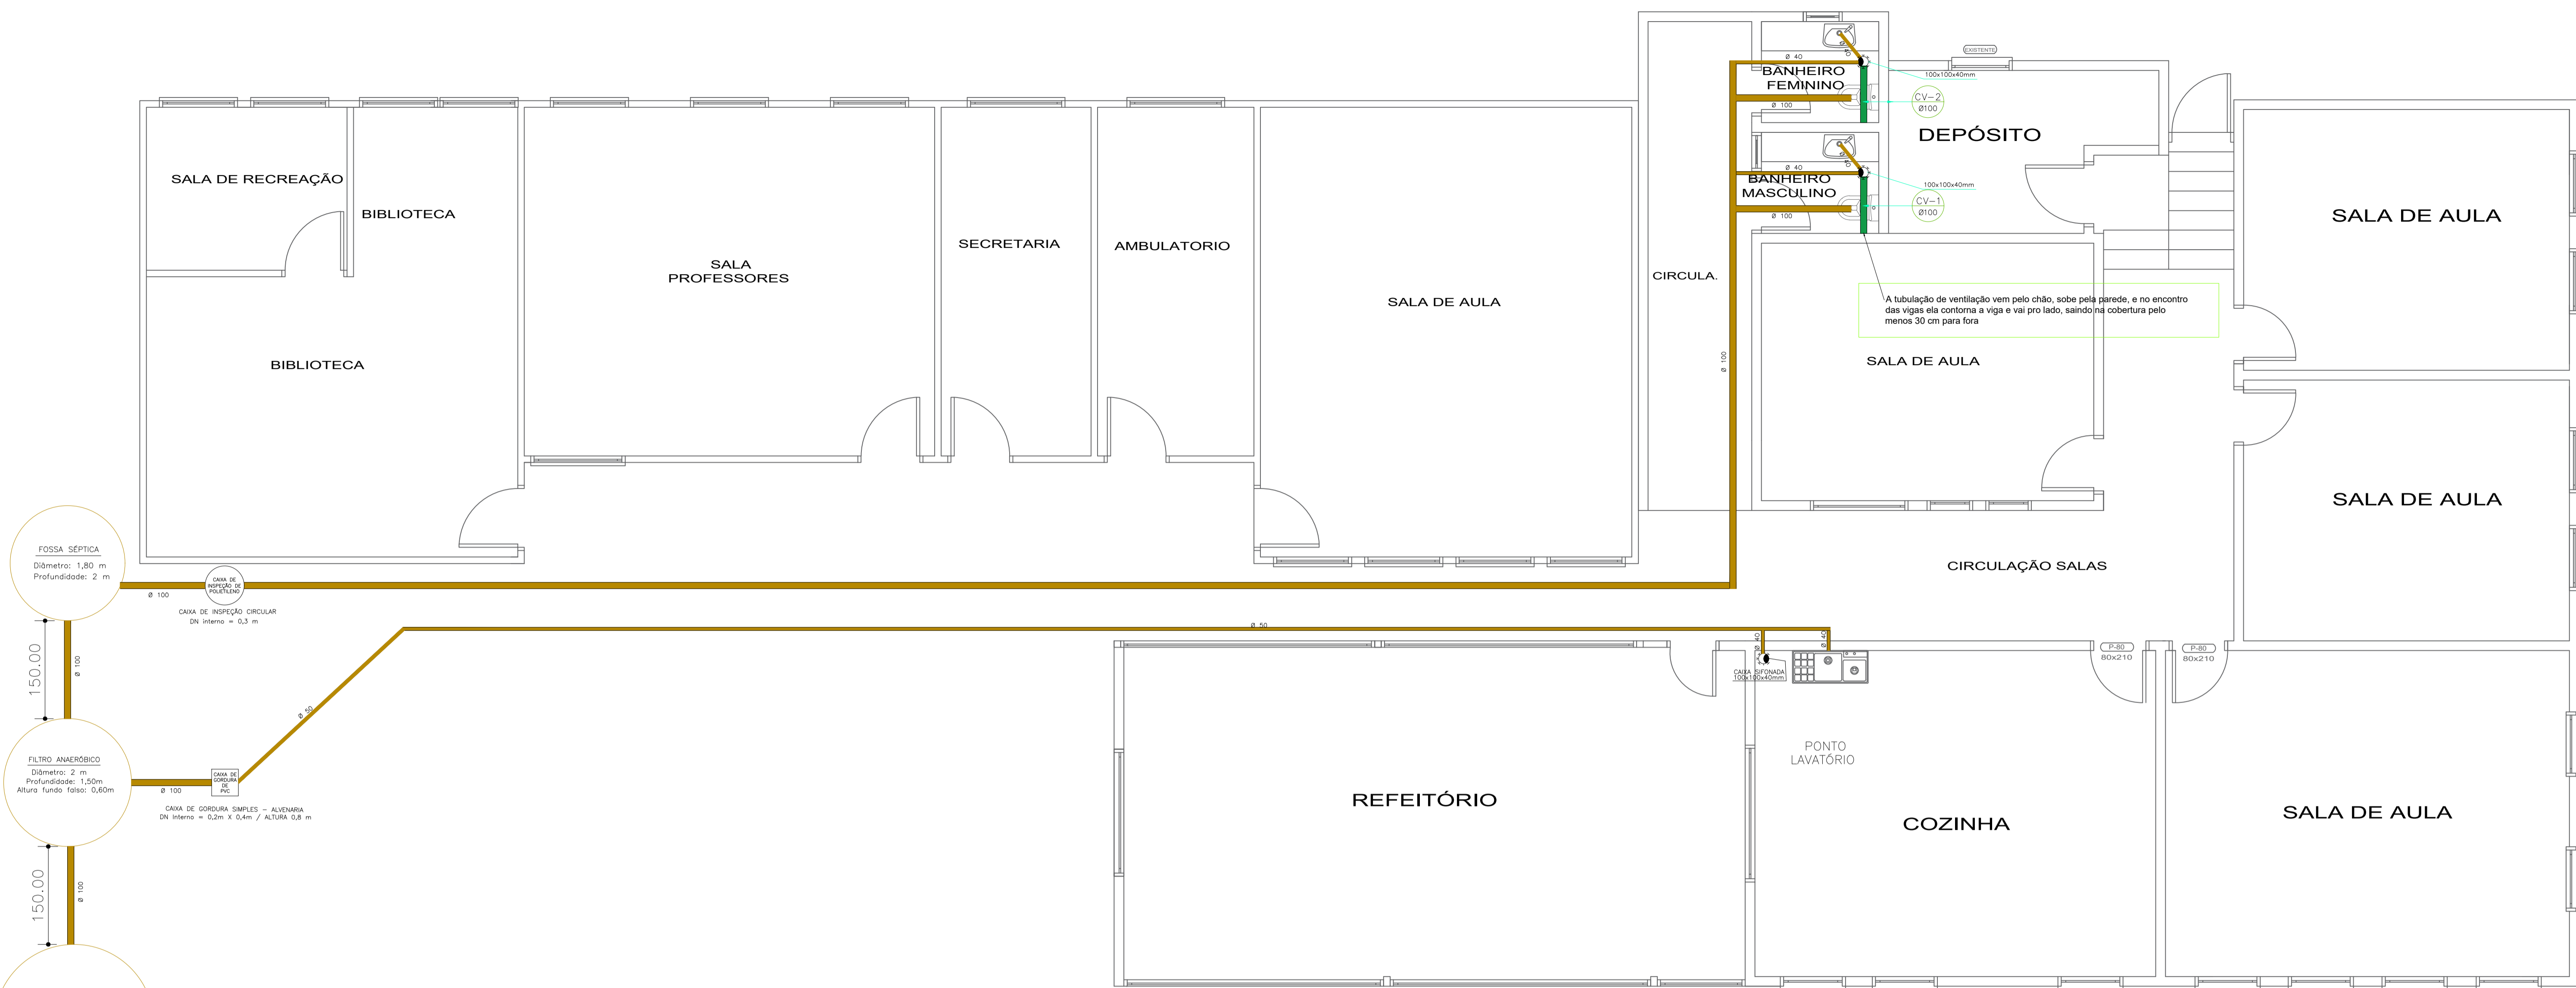 EXISTENTE
Ø 40
Ø 40
BANHEIRO
FEMININO
100x100x40mm
CV-2
Ø100
Ø 100
DEPÓSITO
SALA DE RECREAÇÃO
BIBLIOTECA
Ø 40
Ø 40
BANHEIRO
MASCULINO
100x100x40mm
CV-1
Ø100
Ø 100
SALA DE AULA
SECRETARIA
AMBULATORIO
SALA
PROFESSORES
CIRCULA.
SALA DE AULA
A tubulação de ventilação vem pelo chão, sobe pela parede, e no encontro
das vigas ela contorna a viga e vai pro lado, saindo na cobertura pelo
menos 30 cm para fora
BIBLIOTECA
Ø 100
SALA DE AULA
SALA DE AULA
FOSSA SÉPTICA
Diâmetro: 1,80 m
Profundidade: 2 m
Ø 100
CAIXA DE
INSPEÇÃO DE
POLIETILENO
CAIXA DE INSPEÇÃO CIRCULAR
DN interno = 0,3 m
CIRCULAÇÃO SALAS
Ø 50
Ø 40
Ø 40
P-80
80x210
P-80
80x210
150.00
Ø 100
CAIXA SIFONADA
100x100x40mm
Ø 50
PONTO
LAVATÓRIO
FILTRO ANAERÓBICO
Diâmetro: 2 m
Profundidade: 1,50m
Altura fundo falso: 0,60m
Ø 100
CAIXA DE
GORDURA
DE
PVC
CAIXA DE GORDURA SIMPLES - ALVENARIA
DN Interno = 0,2m X 0,4m / ALTURA 0,8 m
REFEITÓRIO
COZINHA
SALA DE AULA
150.00
Ø 100